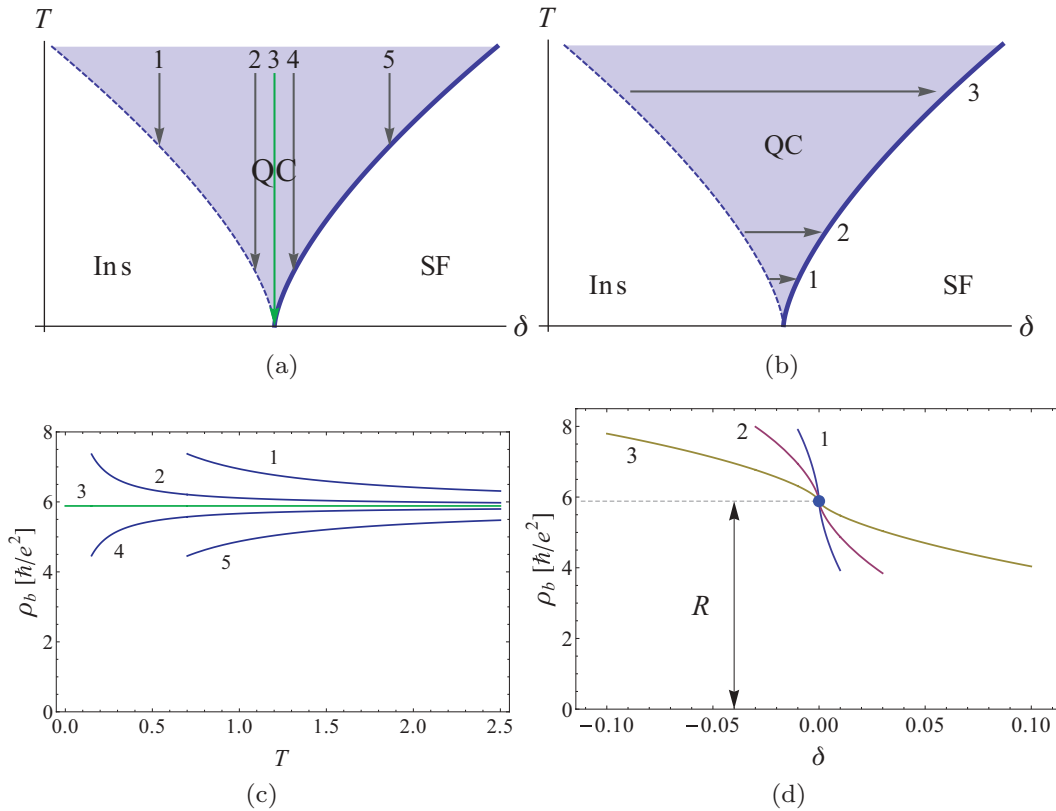 T
1 2 3 4 5
QC
Ins
SF
δ
(a)
T
3
QC
2
1
Ins
SF
δ
(b)
8
6
4
2
0
ρb [ħ/e²]
1
2
3
4
5
0.0 0.5 1.0 1.5 2.0 2.5
T
(c)
8
6
4
2
0
ρb [ħ/e²]
1
2
3
R
−0.10 −0.05 0.00 0.05 0.10
δ
(d)